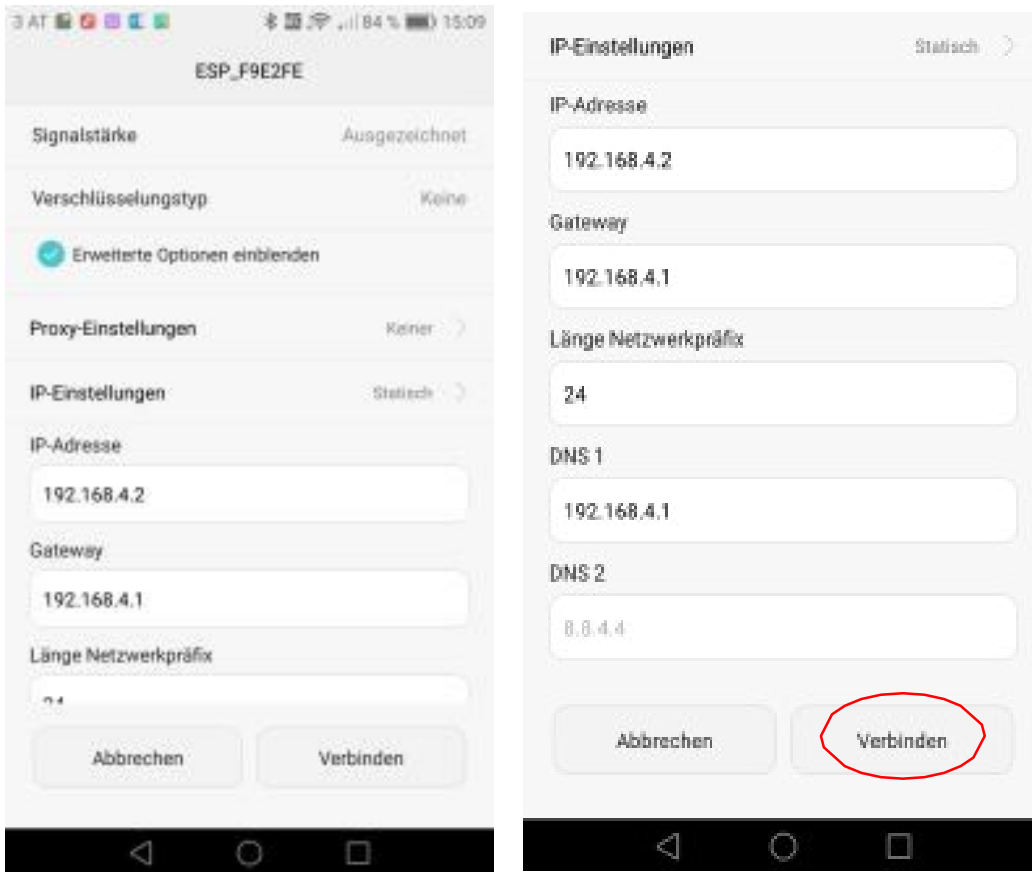 3 AT 84 % 15:09
ESP_F9E2FE
Signalstärke Ausgezeichnet
Verschlüsselungstyp Keine
Erweiterte Optionen einblenden
Proxy-Einstellungen Keiner
IP-Einstellungen Statisch
IP-Adresse
192.168.4.2
Gateway
192.168.4.1
Länge Netzwerkpräfix
24
Abbrechen Verbinden
IP-Einstellungen Statisch
IP-Adresse
192.168.4.2
Gateway
192.168.4.1
Länge Netzwerkpräfix
24
DNS 1
192.168.4.1
DNS 2
8.8.4.4
Abbrechen Verbinden